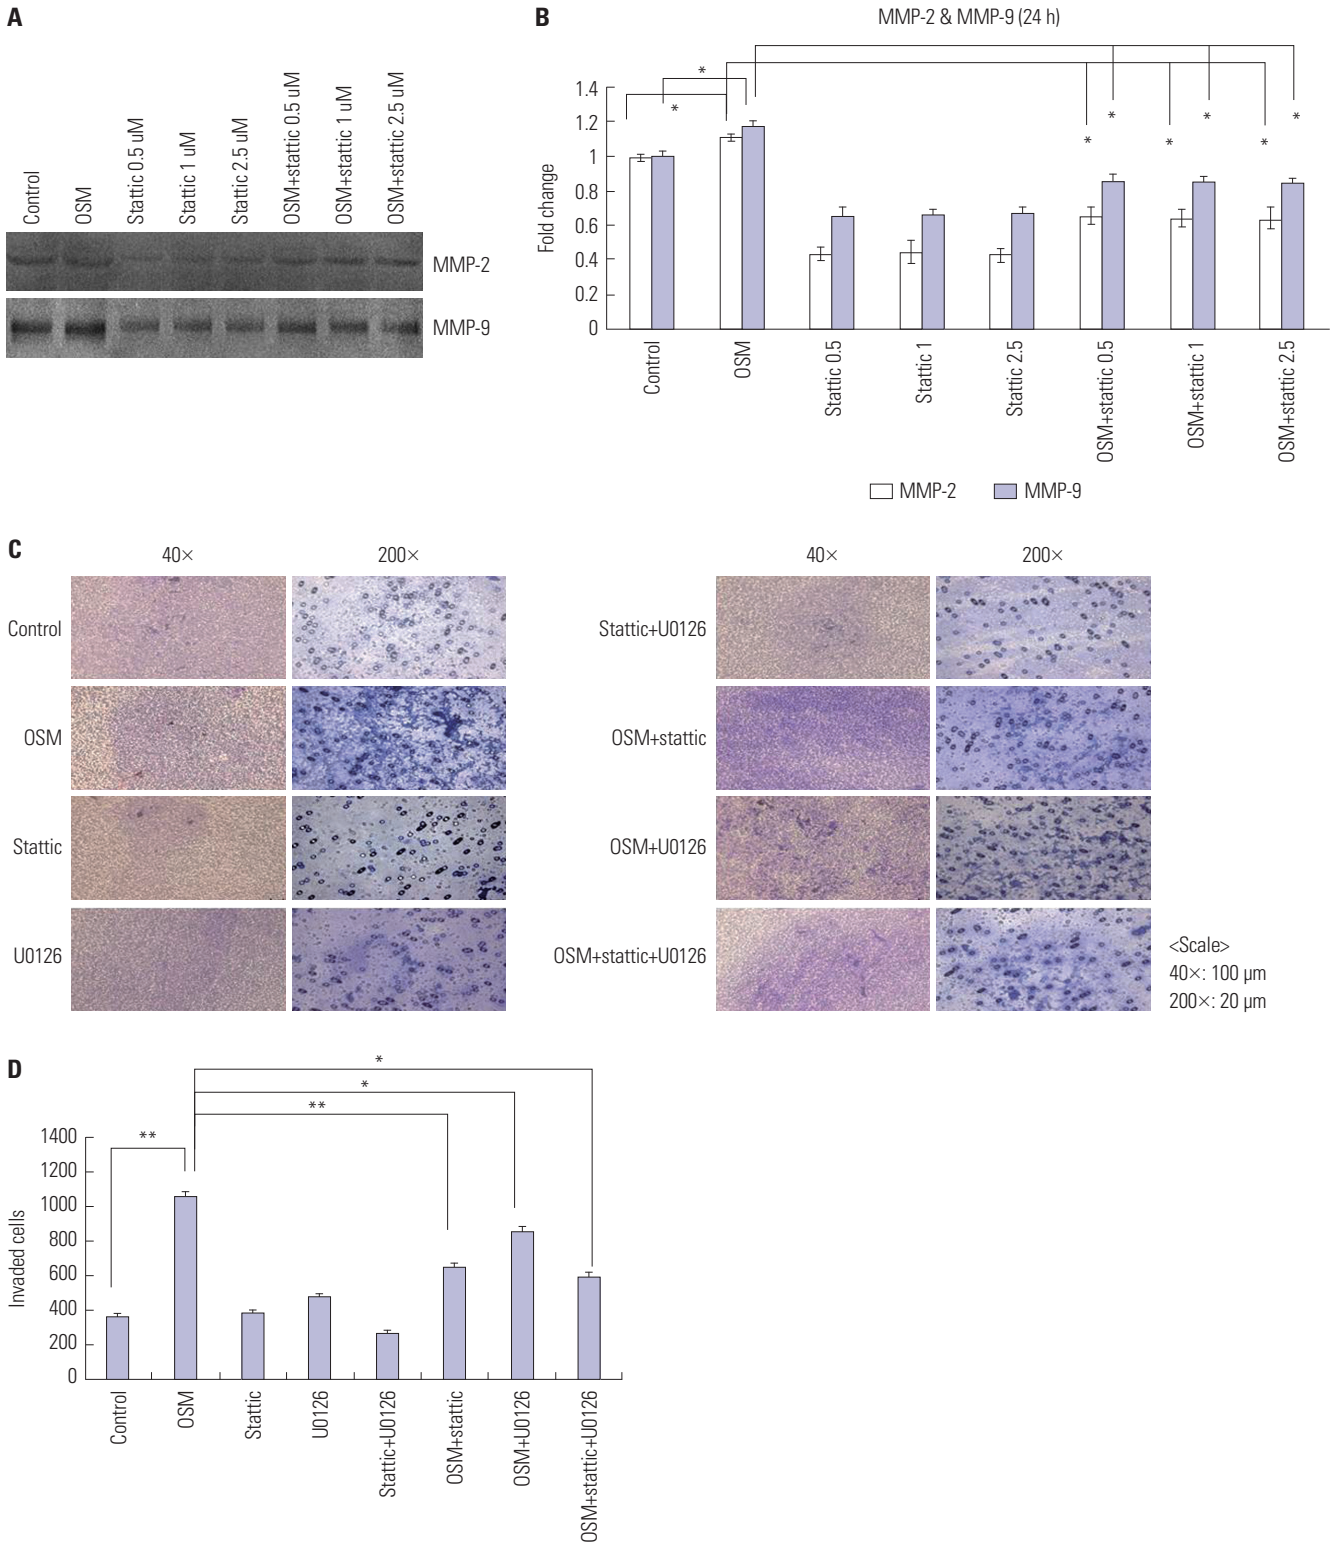 A
Control
OSM
Stattic 0.5 uM
Stattic 1 uM
Stattic 2.5 uM
OSM+stattic 0.5 uM
OSM+stattic 1 uM
OSM+stattic 2.5 uM
MMP-2
MMP-9
B
MMP-2 & MMP-9 (24 h)
Fold change
1.4
1.2
1
0.8
0.6
0.4
0.2
0
*
*
*
*
*
*
*
*
Control
OSM
Stattic 0.5
Stattic 1
Stattic 2.5
OSM+stattic 0.5
OSM+stattic 1
OSM+stattic 2.5
MMP-2 MMP-9
C
40× 200× 40× 200×
Control
OSM
Stattic
U0126
Stattic+U0126
OSM+stattic
OSM+U0126
OSM+stattic+U0126
<Scale>
40×: 100 µm
200×: 20 µm
D
*
*
**
**
Invaded cells
1400
1200
1000
800
600
400
200
0
Control
OSM
Stattic
U0126
Stattic+U0126
OSM+stattic
OSM+U0126
OSM+stattic+U0126